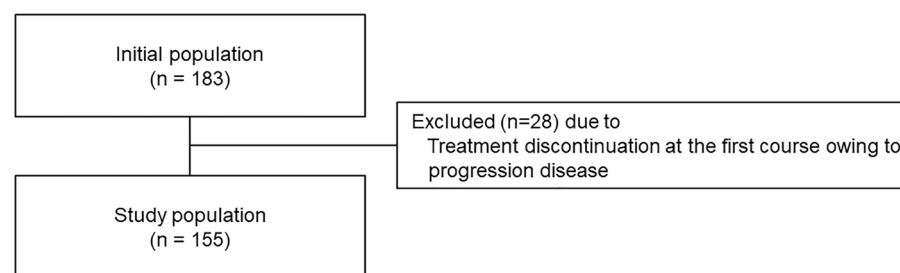 Initial population
(n = 183)
Excluded (n=28) due to
Treatment discontinuation at the first course owing to
progression disease
Study population
(n = 155)